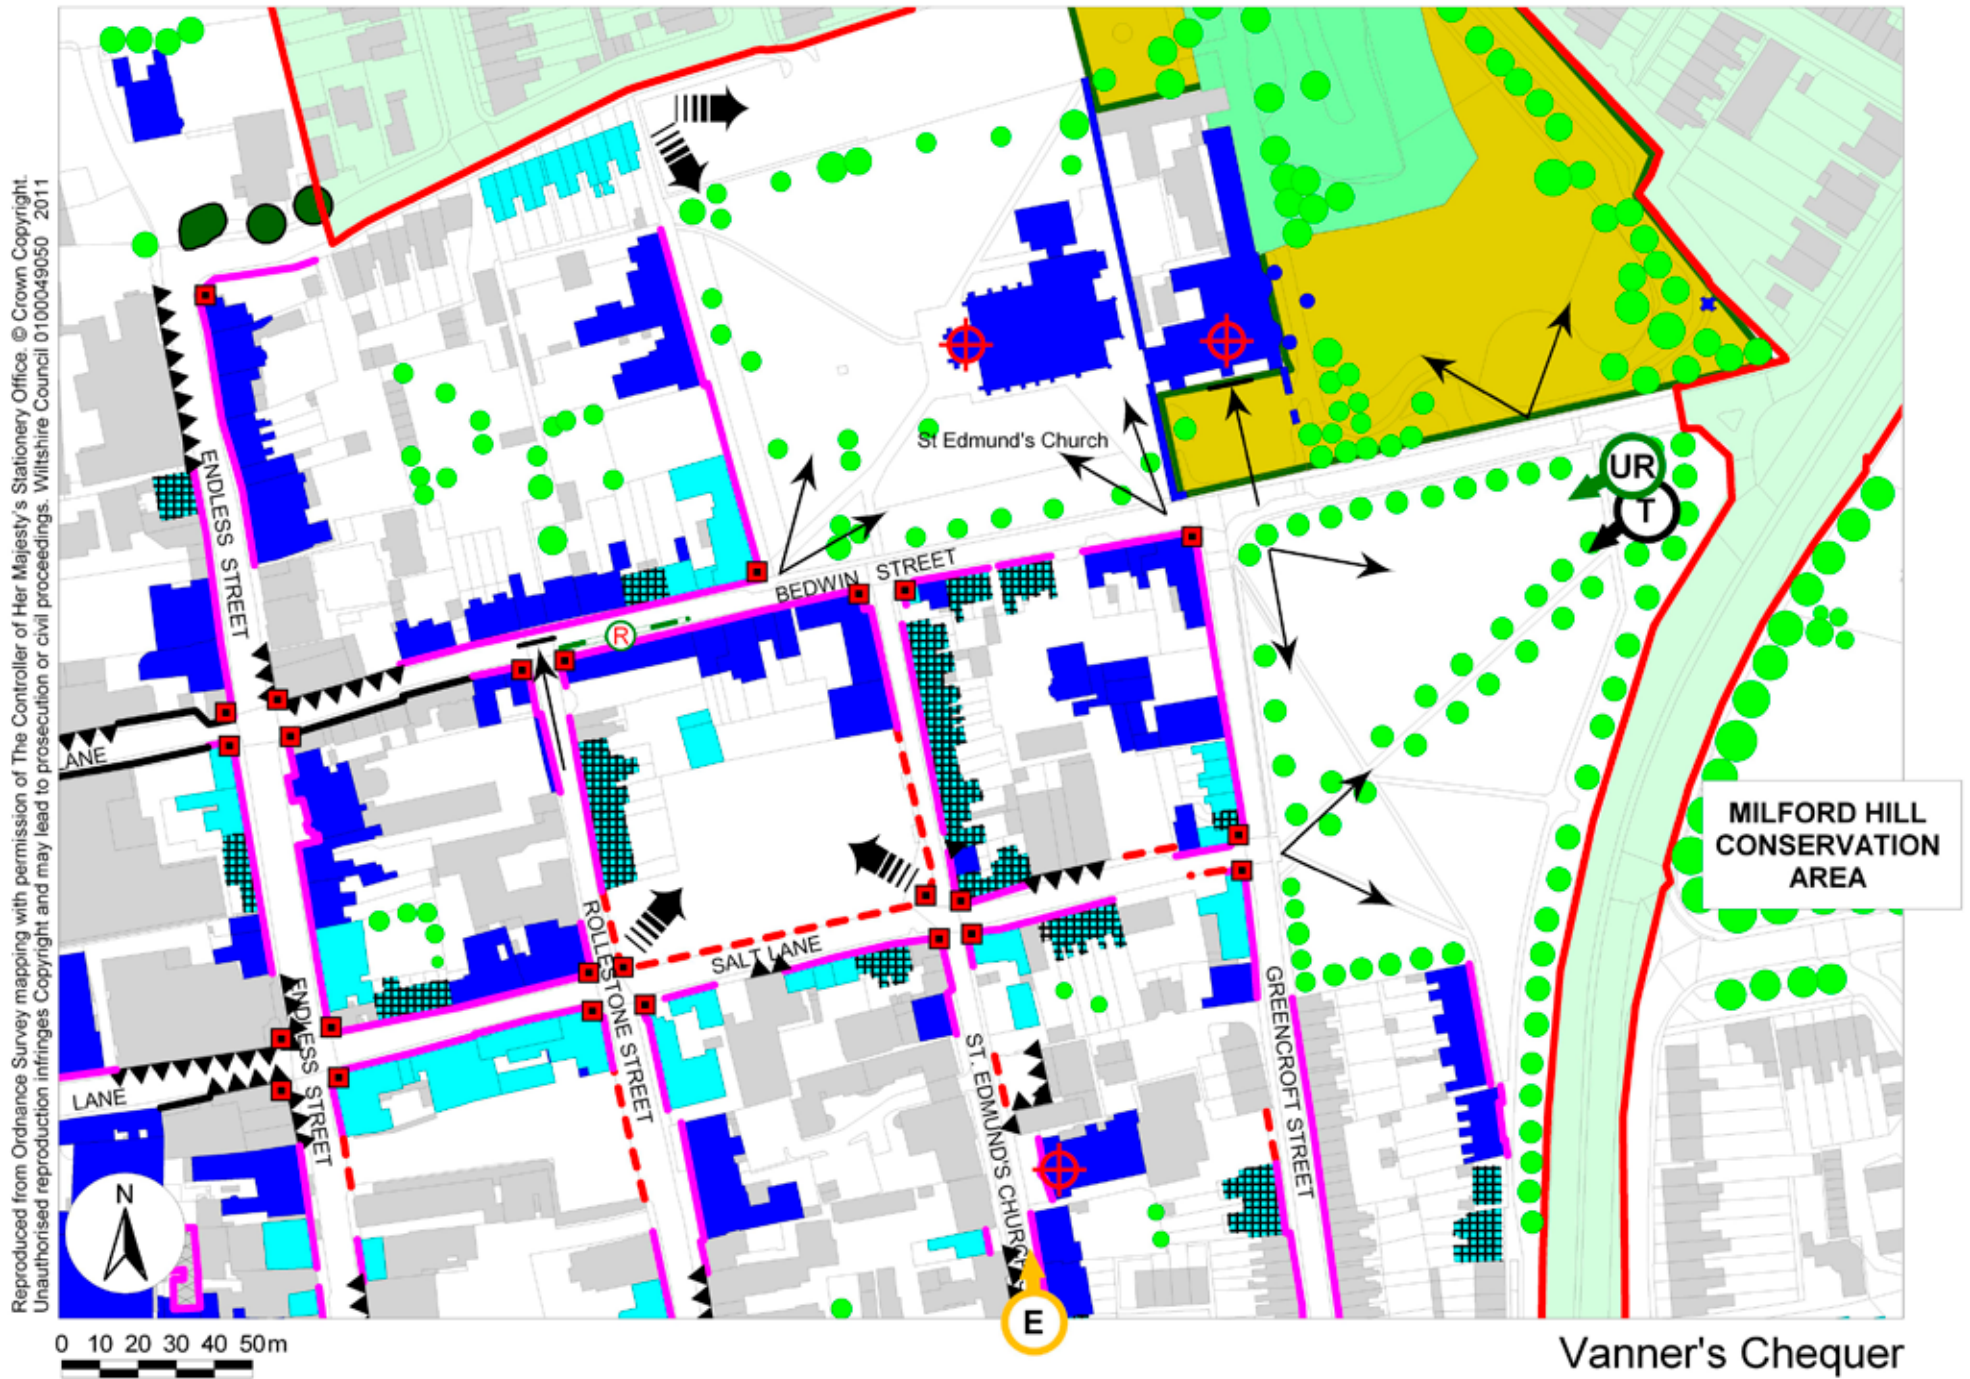 Reproduced from Ordnance Survey mapping with permission of The Controller of Her Majesty's Stationery Office. © Crown Copyright.
Unauthorised reproduction infringes Copyright and may lead to prosecution or civil proceedings. Wiltshire Council 0100049050 2011
ENDLESS STREET
St Edmund's Church
UR
T
BEDWIN STREET
R
LANE
MILFORD HILL
CONSERVATION
AREA
ROLLESTONE STREET
SALT LANE
ENDLESS STREET
GREENCROFT STREET
ST. EDMUND'S CHURCH
LANE
N
E
0 10 20 30 40 50m
Vanner's Chequer